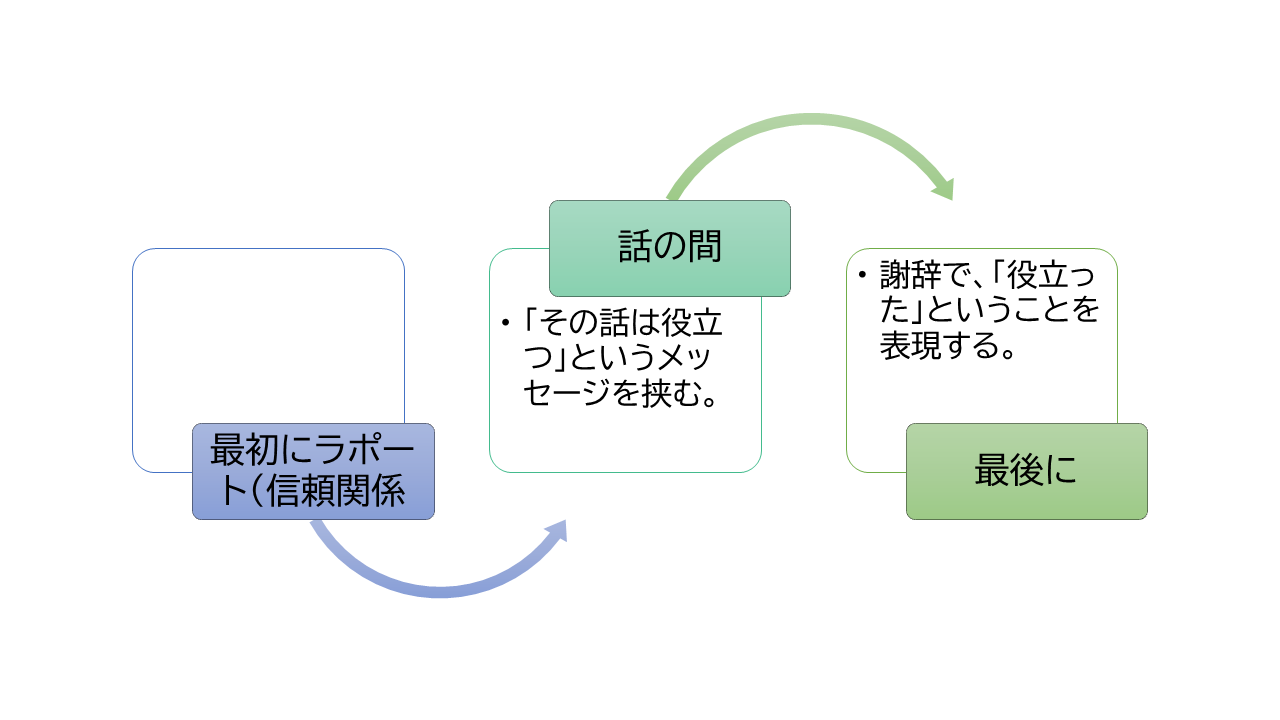 最初にラポー
ト(信頼関係
話の間
・「その話は役立
つ」というメッ
セージを挟む。
・謝辞で、「役立っ
た」ということを
表現する。
最後に